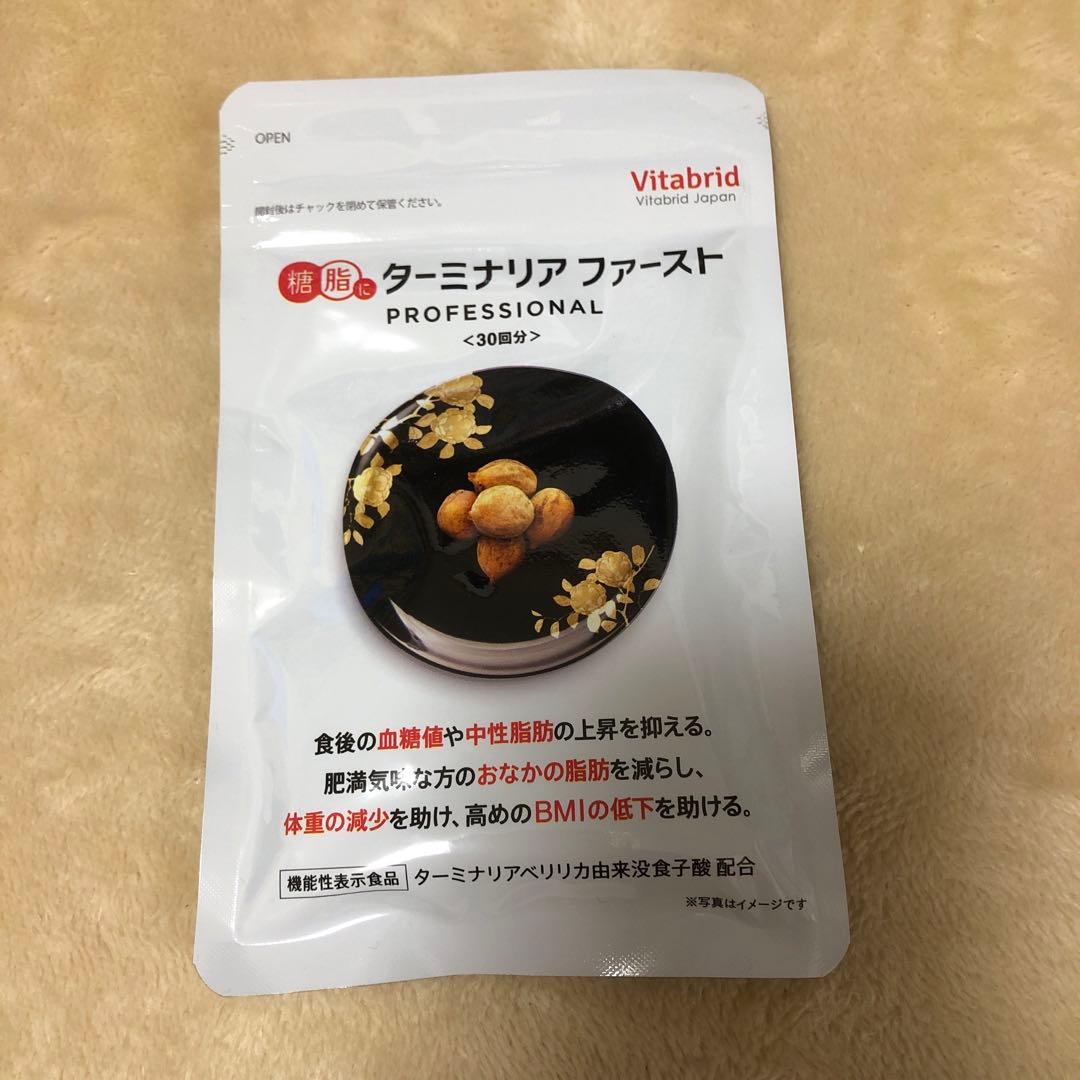 OPEN
Vitabrid
Vitabrid Japan
開封後はチャックを閉めて保管ください。
糖脂に ターミナリア ファースト
PROFESSIONAL
<30回分>
食後の血糖値や中性脂肪の上昇を抑える。
肥満気味な方のおなかの脂肪を減らし、
体重の減少を助け、高めのBMIの低下を助ける。
機能性表示食品 ターミナリアベリリカ由来没食子酸 配合
※写真はイメージです